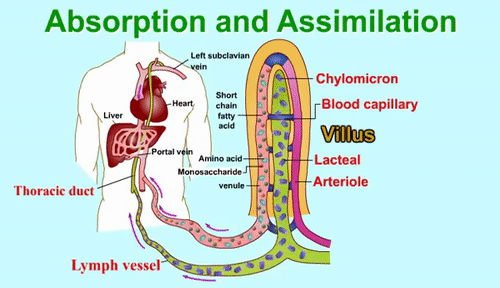 Absorption and Assimilation
Left subclavian
vein
Heart
Liver
Portal vein
Thoracic duct
Lymph vessel
Short
chain
fatty
acid
Amino acid
Monosaccharide
venule
Chylomicron
Blood capillary
Villus
Lacteal
Arteriole